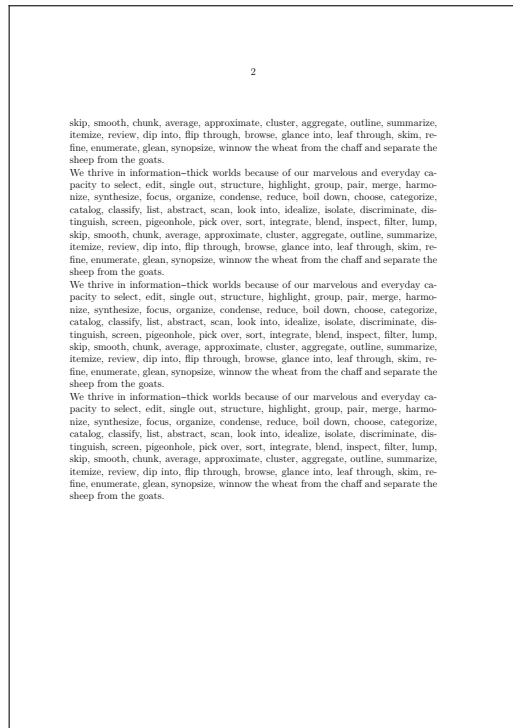 2
skip, smooth, chunk, average, approximate, cluster, aggregate, outline, summarize,
itemize, review, dip into, flip through, browse, glance into, leaf through, skim, re-
fine, enumerate, glean, synopsize, winnow the wheat from the chaff and separate the
sheep from the goats.
We thrive in information–thick worlds because of our marvelous and everyday ca-
pacity to select, edit, single out, structure, highlight, group, pair, merge, harmo-
nize, synthesize, focus, organize, condense, reduce, boil down, choose, categorize,
catalog, classify, list, abstract, scan, look into, idealize, isolate, discriminate, dis-
tinguish, screen, pigeonhole, pick over, sort, integrate, blend, inspect, filter, lump,
skip, smooth, chunk, average, approximate, cluster, aggregate, outline, summarize,
itemize, review, dip into, flip through, browse, glance into, leaf through, skim, re-
fine, enumerate, glean, synopsize, winnow the wheat from the chaff and separate the
sheep from the goats.
We thrive in information–thick worlds because of our marvelous and everyday ca-
pacity to select, edit, single out, structure, highlight, group, pair, merge, harmo-
nize, synthesize, focus, organize, condense, reduce, boil down, choose, categorize,
catalog, classify, list, abstract, scan, look into, idealize, isolate, discriminate, dis-
tinguish, screen, pigeonhole, pick over, sort, integrate, blend, inspect, filter, lump,
skip, smooth, chunk, average, approximate, cluster, aggregate, outline, summarize,
itemize, review, dip into, flip through, browse, glance into, leaf through, skim, re-
fine, enumerate, glean, synopsize, winnow the wheat from the chaff and separate the
sheep from the goats.
We thrive in information–thick worlds because of our marvelous and everyday ca-
pacity to select, edit, single out, structure, highlight, group, pair, merge, harmo-
nize, synthesize, focus, organize, condense, reduce, boil down, choose, categorize,
catalog, classify, list, abstract, scan, look into, idealize, isolate, discriminate, dis-
tinguish, screen, pigeonhole, pick over, sort, integrate, blend, inspect, filter, lump,
skip, smooth, chunk, average, approximate, cluster, aggregate, outline, summarize,
itemize, review, dip into, flip through, browse, glance into, leaf through, skim, re-
fine, enumerate, glean, synopsize, winnow the wheat from the chaff and separate the
sheep from the goats.